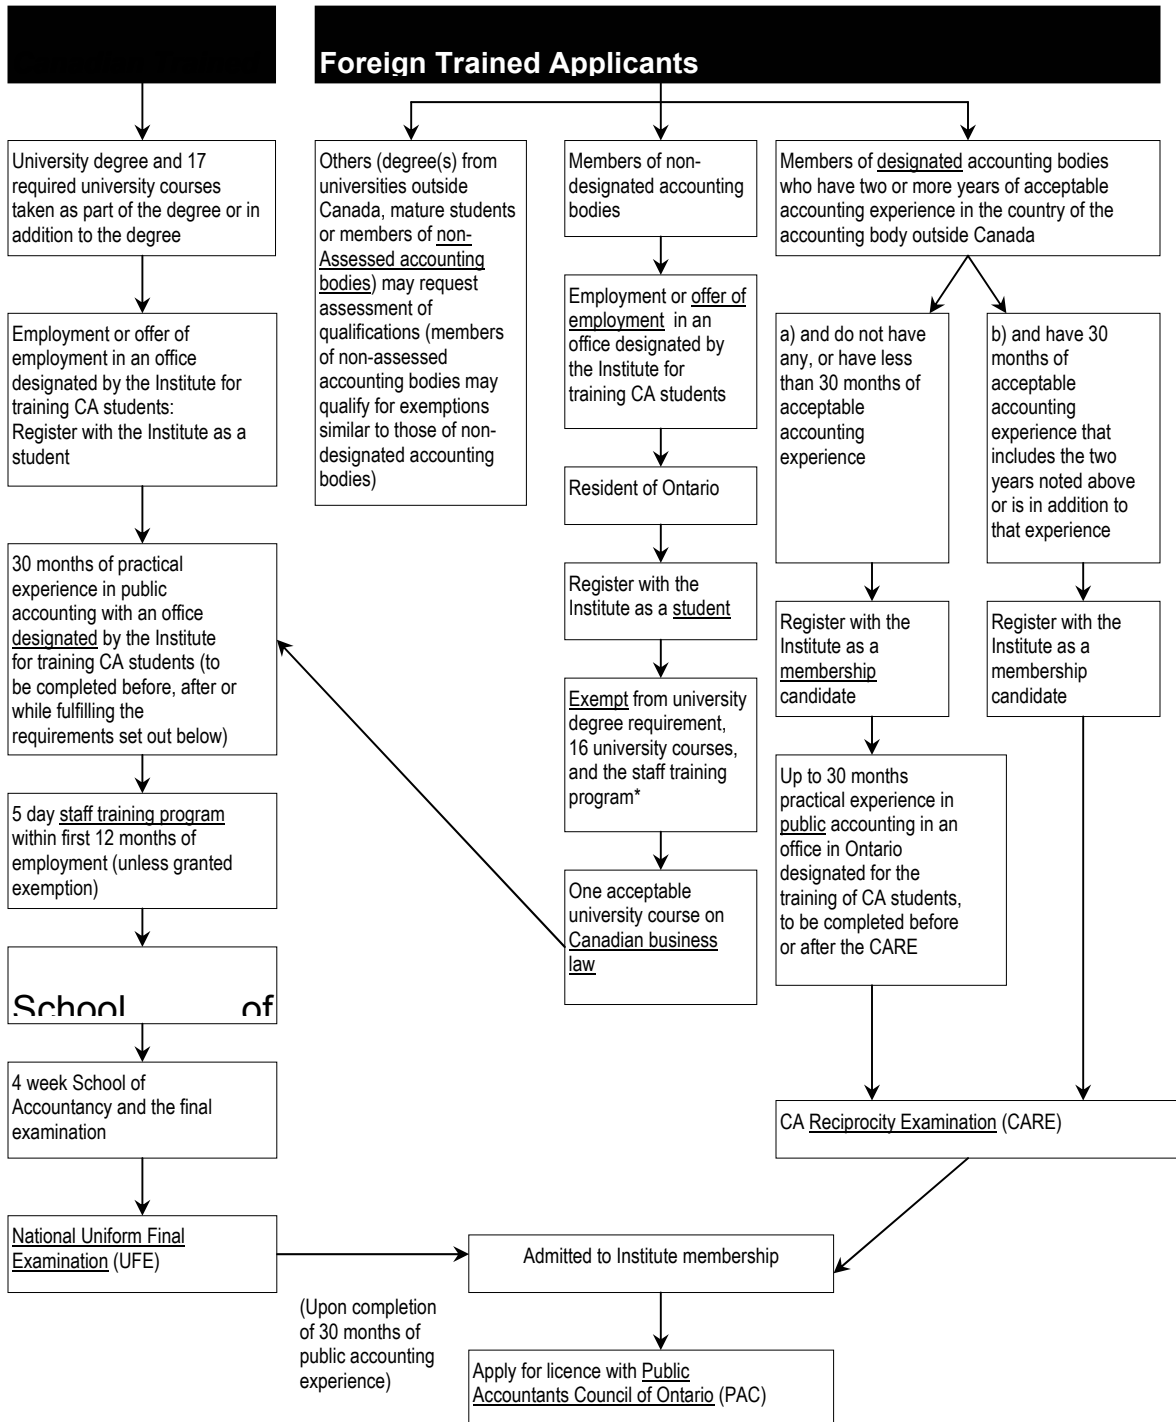 Foreign Trained Applicants
University degree and 17
required university courses
taken as part of the degree or in
addition to the degree
Employment or offer of
employment in an office
designated by the Institute for
training CA students:
Register with the Institute as a
student
30 months of practical
experience in public
accounting with an office
designated by the Institute
for training CA students (to
be completed before, after or
while fulfilling the
requirements set out below)
5 day staff training program
within first 12 months of
employment (unless granted
exemption)
School of
4 week School of
Accountancy and the final
examination
National Uniform Final
Examination (UFE)
Others (degree(s) from
universities outside
Canada, mature students
or members of non-
Assessed accounting
bodies) may request
assessment of
qualifications (members
of non-assessed
accounting bodies may
qualify for exemptions
similar to those of non-
designated accounting
bodies)
Members of non-
designated accounting
bodies
Employment or offer of
employment in an
office designated by
the Institute for
training CA students
Resident of Ontario
Register with the
Institute as a student
Exempt from university
degree requirement,
16 university courses,
and the staff training
program*
One acceptable
university course on
Canadian business
law
Members of designated accounting bodies
who have two or more years of acceptable
accounting experience in the country of the
accounting body outside Canada
a) and do not have
any, or have less
than 30 months of
acceptable
accounting
experience
Register with the
Institute as a
membership
candidate
Up to 30 months
practical experience in
public accounting in an
office in Ontario
designated for the
training of CA students,
to be completed before
or after the CARE
b) and have 30
months of
acceptable
accounting
experience that
includes the two
years noted above
or is in addition to
that experience
Register with the
Institute as a
membership
candidate
CA Reciprocity Examination (CARE)
Admitted to Institute membership
(Upon completion
of 30 months of
public accounting
experience)
Apply for licence with Public
Accountants Council of Ontario (PAC)